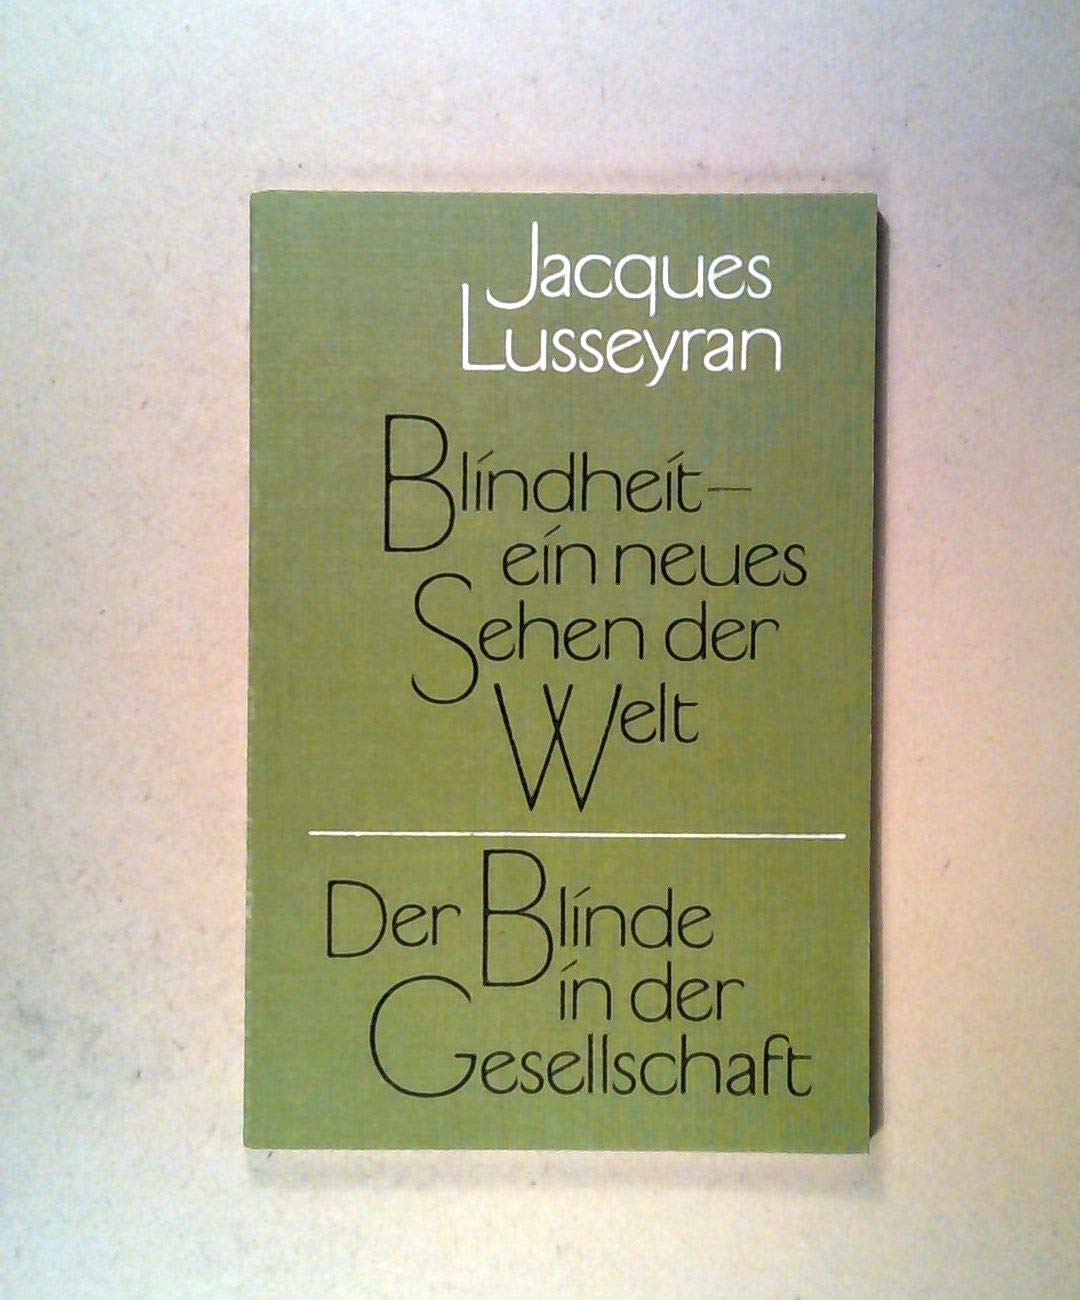 Jacques
Lusseyran
Blindheit –
ein neues
Sehen der
Welt
Der Blinde
in der
Gesellschaft